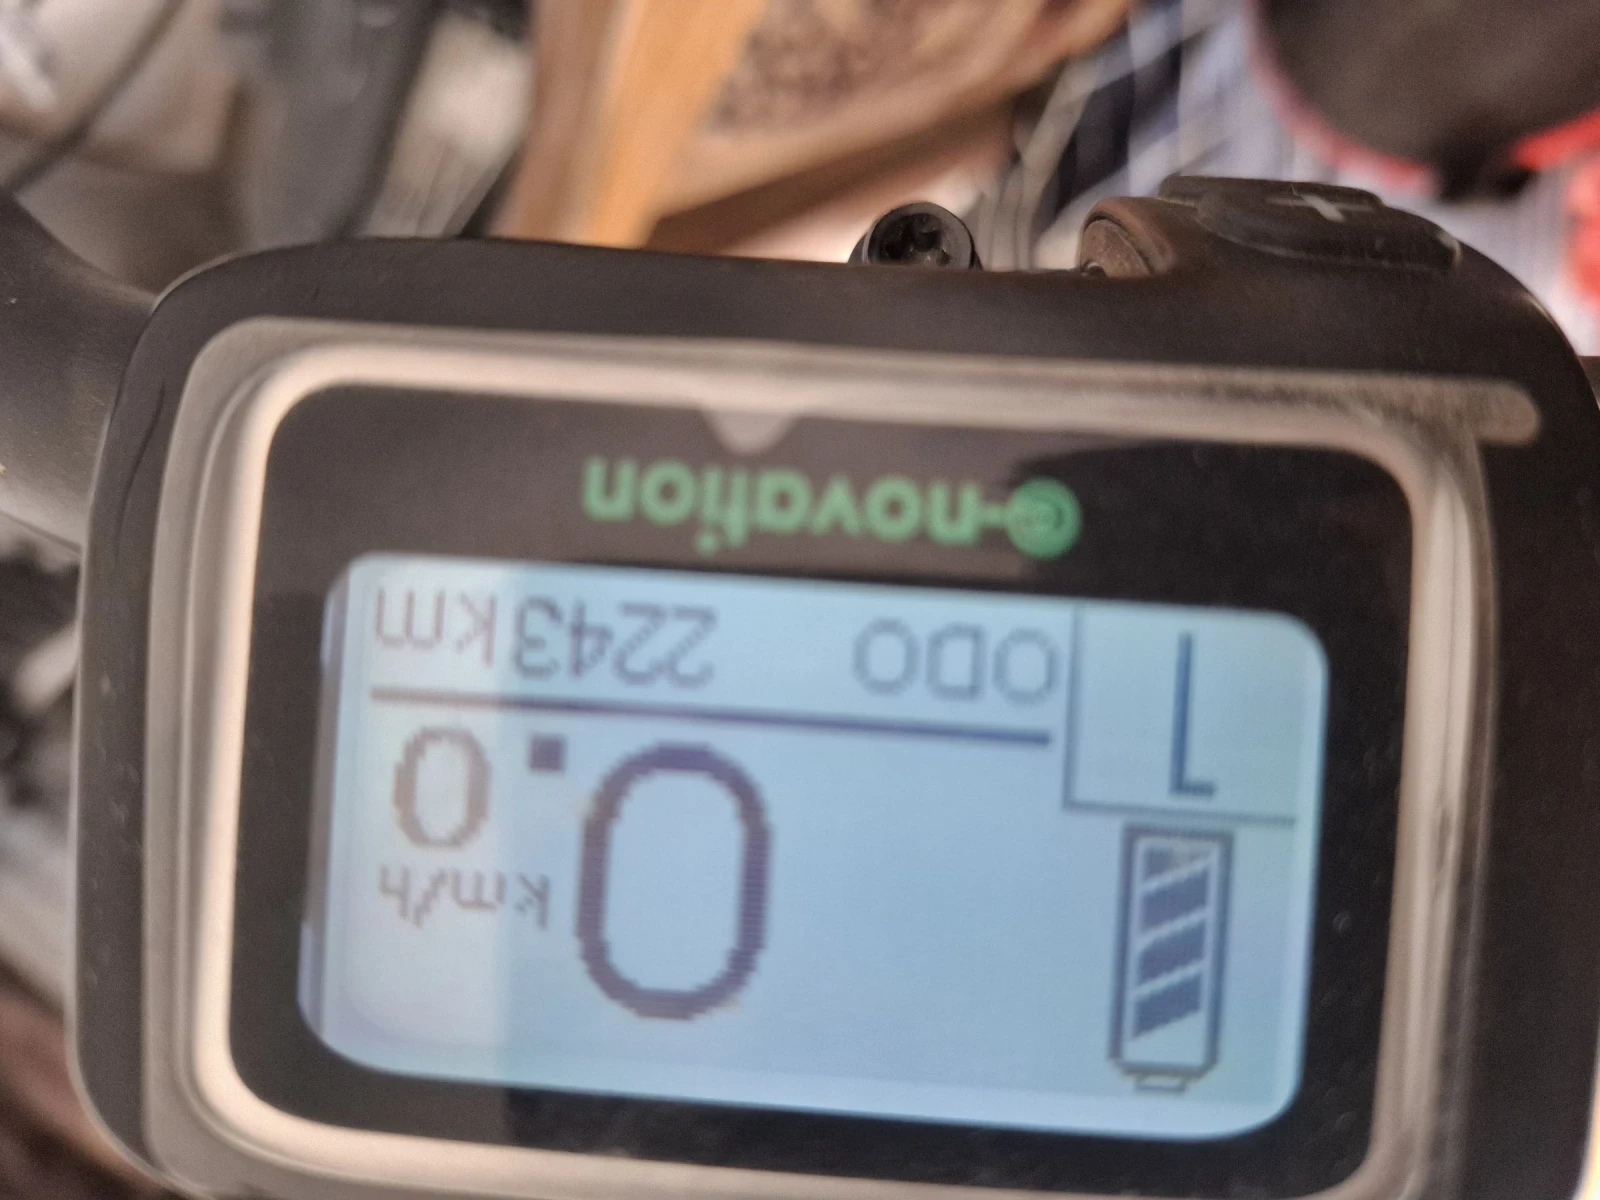 e-novation
0.0 km/h
1 ODO 2243 km
+